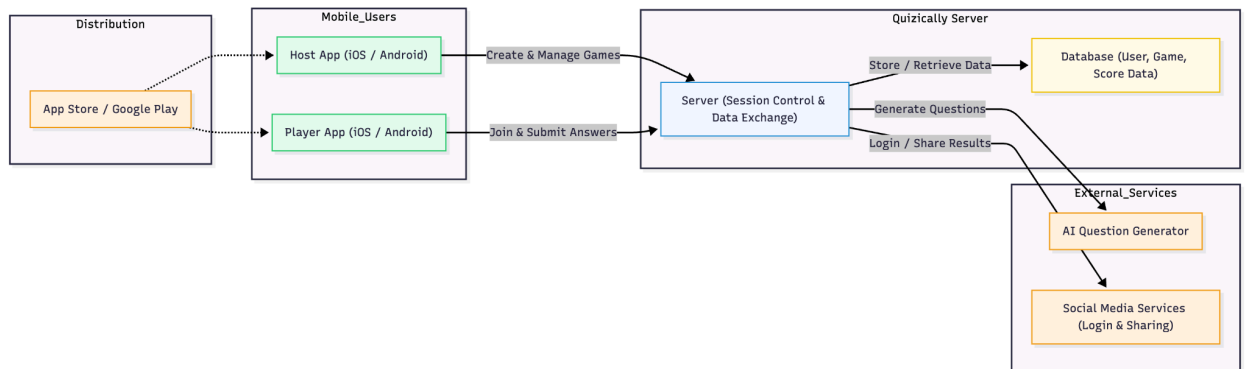 Distribution
App Store / Google Play
Mobile_Users
Host App (iOS / Android)
Player App (iOS / Android)
Create & Manage Games
Join & Submit Answers
Quizically Server
Server (Session Control &
Data Exchange)
Store / Retrieve Data
Generate Questions
Login / Share Results
Database (User, Game,
Score Data)
External_Services
AI Question Generator
Social Media Services
(Login & Sharing)